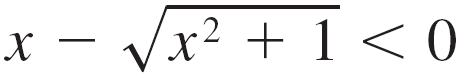 x − √(x² + 1) < 0